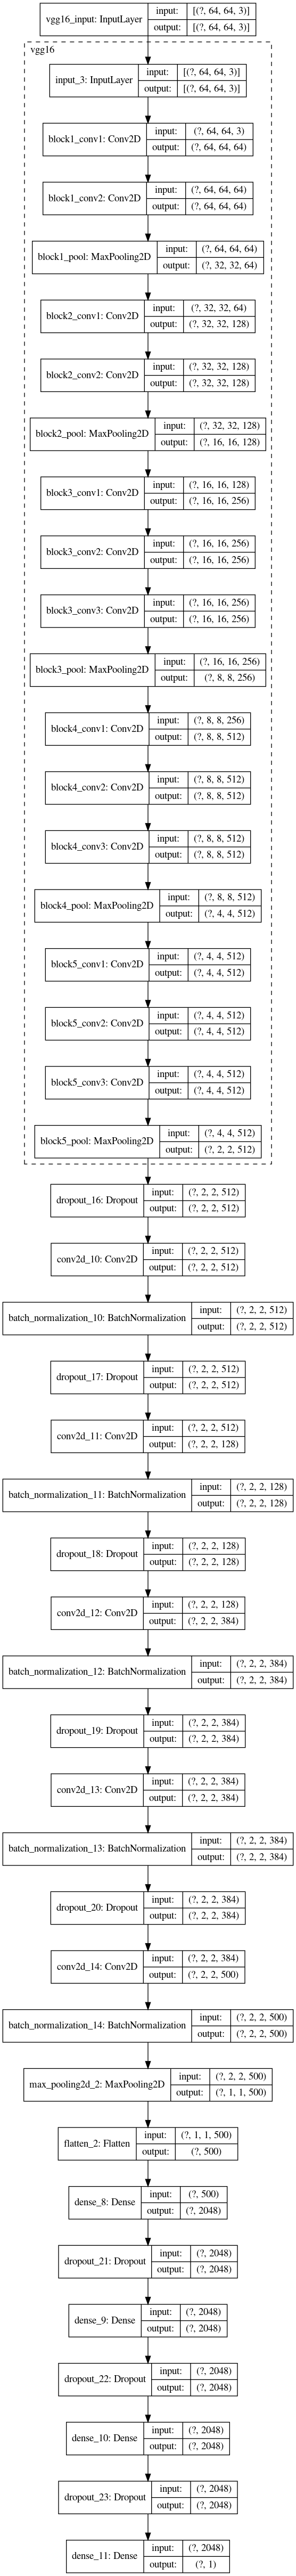 vgg16_input: InputLayer
input: [(?, 64, 64, 3)]
output: [(?, 64, 64, 3)]
vgg16
input_3: InputLayer
input: [(?, 64, 64, 3)]
output: [(?, 64, 64, 3)]
block1_conv1: Conv2D
input: (?, 64, 64, 3)
output: (?, 64, 64, 64)
block1_conv2: Conv2D
input: (?, 64, 64, 64)
output: (?, 64, 64, 64)
block1_pool: MaxPooling2D
input: (?, 64, 64, 64)
output: (?, 32, 32, 64)
block2_conv1: Conv2D
input: (?, 32, 32, 64)
output: (?, 32, 32, 128)
block2_conv2: Conv2D
input: (?, 32, 32, 128)
output: (?, 32, 32, 128)
block2_pool: MaxPooling2D
input: (?, 32, 32, 128)
output: (?, 16, 16, 128)
block3_conv1: Conv2D
input: (?, 16, 16, 128)
output: (?, 16, 16, 256)
block3_conv2: Conv2D
input: (?, 16, 16, 256)
output: (?, 16, 16, 256)
block3_conv3: Conv2D
input: (?, 16, 16, 256)
output: (?, 16, 16, 256)
block3_pool: MaxPooling2D
input: (?, 16, 16, 256)
output: (?, 8, 8, 256)
block4_conv1: Conv2D
input: (?, 8, 8, 256)
output: (?, 8, 8, 512)
block4_conv2: Conv2D
input: (?, 8, 8, 512)
output: (?, 8, 8, 512)
block4_conv3: Conv2D
input: (?, 8, 8, 512)
output: (?, 8, 8, 512)
block4_pool: MaxPooling2D
input: (?, 8, 8, 512)
output: (?, 4, 4, 512)
block5_conv1: Conv2D
input: (?, 4, 4, 512)
output: (?, 4, 4, 512)
block5_conv2: Conv2D
input: (?, 4, 4, 512)
output: (?, 4, 4, 512)
block5_conv3: Conv2D
input: (?, 4, 4, 512)
output: (?, 4, 4, 512)
block5_pool: MaxPooling2D
input: (?, 4, 4, 512)
output: (?, 2, 2, 512)
dropout_16: Dropout
input: (?, 2, 2, 512)
output: (?, 2, 2, 512)
conv2d_10: Conv2D
input: (?, 2, 2, 512)
output: (?, 2, 2, 512)
batch_normalization_10: BatchNormalization
input: (?, 2, 2, 512)
output: (?, 2, 2, 512)
dropout_17: Dropout
input: (?, 2, 2, 512)
output: (?, 2, 2, 512)
conv2d_11: Conv2D
input: (?, 2, 2, 512)
output: (?, 2, 2, 128)
batch_normalization_11: BatchNormalization
input: (?, 2, 2, 128)
output: (?, 2, 2, 128)
dropout_18: Dropout
input: (?, 2, 2, 128)
output: (?, 2, 2, 128)
conv2d_12: Conv2D
input: (?, 2, 2, 128)
output: (?, 2, 2, 384)
batch_normalization_12: BatchNormalization
input: (?, 2, 2, 384)
output: (?, 2, 2, 384)
dropout_19: Dropout
input: (?, 2, 2, 384)
output: (?, 2, 2, 384)
conv2d_13: Conv2D
input: (?, 2, 2, 384)
output: (?, 2, 2, 384)
batch_normalization_13: BatchNormalization
input: (?, 2, 2, 384)
output: (?, 2, 2, 384)
dropout_20: Dropout
input: (?, 2, 2, 384)
output: (?, 2, 2, 384)
conv2d_14: Conv2D
input: (?, 2, 2, 384)
output: (?, 2, 2, 500)
batch_normalization_14: BatchNormalization
input: (?, 2, 2, 500)
output: (?, 2, 2, 500)
max_pooling2d_2: MaxPooling2D
input: (?, 2, 2, 500)
output: (?, 1, 1, 500)
flatten_2: Flatten
input: (?, 1, 1, 500)
output: (?, 500)
dense_8: Dense
input: (?, 500)
output: (?, 2048)
dropout_21: Dropout
input: (?, 2048)
output: (?, 2048)
dense_9: Dense
input: (?, 2048)
output: (?, 2048)
dropout_22: Dropout
input: (?, 2048)
output: (?, 2048)
dense_10: Dense
input: (?, 2048)
output: (?, 2048)
dropout_23: Dropout
input: (?, 2048)
output: (?, 2048)
dense_11: Dense
input: (?, 2048)
output: (?, 1)